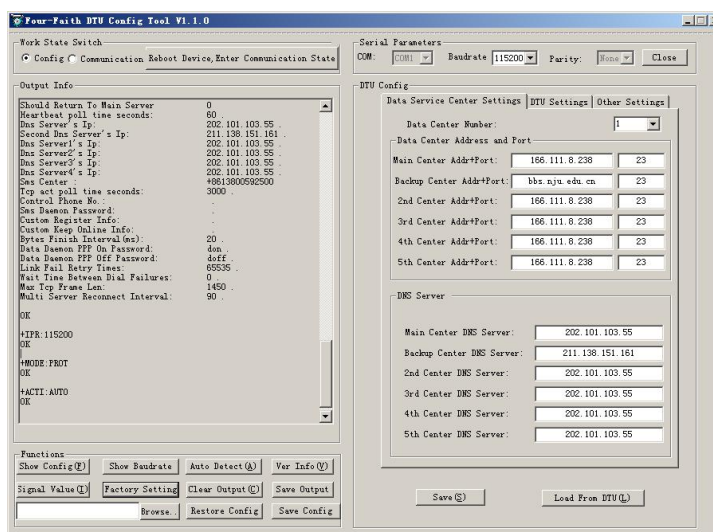 Four-Faith DTU Config Tool V1.1.0
Work State Switch
Config Communication Reboot Device,Enter Communication State
Serial Parameters
COM: COM1 Baudrate 115200 Parity: None Close
Output Info
Should Return To Main Server 0
Heartbeat poll time seconds: 60 .
Dns Server's Ip: 202.101.103.55 .
Second Dns Server's Ip: 211.138.151.161 .
Dns Server1's Ip: 202.101.103.55 .
Dns Server2's Ip: 202.101.103.55 .
Dns Server3's Ip: 202.101.103.55 .
Dns Server4's Ip: 202.101.103.55 .
Sms Center : +8613800592500
Tcp act poll time seconds: 3000 .
Control Phone No.: .
Sms Daemon Password: .
Custom Register Info: .
Custom Keep Online Info: .
Bytes Finish Interval(ms): 20 .
Data Daemon PPP On Password: don .
Data Daemon PPP Off Password: doff .
Link Fail Retry Times: 65535 .
Wait Time Between Dial Failures: 0 .
Max Tcp Frame Len: 1450 .
Multi Server Reconnect Interval: 90 .
OK
+IPR:115200
OK
+MODE:PROT
OK
+ACTI:AUTO
OK
Functions
Show Config(F) Show Baudrate Auto Detect(A) Ver Info(V)
Signal Value(I) Factory Setting Clear Output(C) Save Output
Browse.. Restore Config Save Config
DTU Config
Data Service Center Settings DTU Settings Other Settings
Data Center Number: 1
Data Center Address and Port
Main Center Addr+Port: 166.111.8.238 23
Backup Center Addr+Port: bbs.nju.edu.cn 23
2nd Center Addr+Port: 166.111.8.238 23
3rd Center Addr+Port: 166.111.8.238 23
4th Center Addr+Port: 166.111.8.238 23
5th Center Addr+Port: 166.111.8.238 23
DNS Server
Main Center DNS Server: 202.101.103.55
Backup Center DNS Server: 211.138.151.161
2nd Center DNS Server: 202.101.103.55
3rd Center DNS Server: 202.101.103.55
4th Center DNS Server: 202.101.103.55
5th Center DNS Server: 202.101.103.55
Save(S) Load From DTU(L)